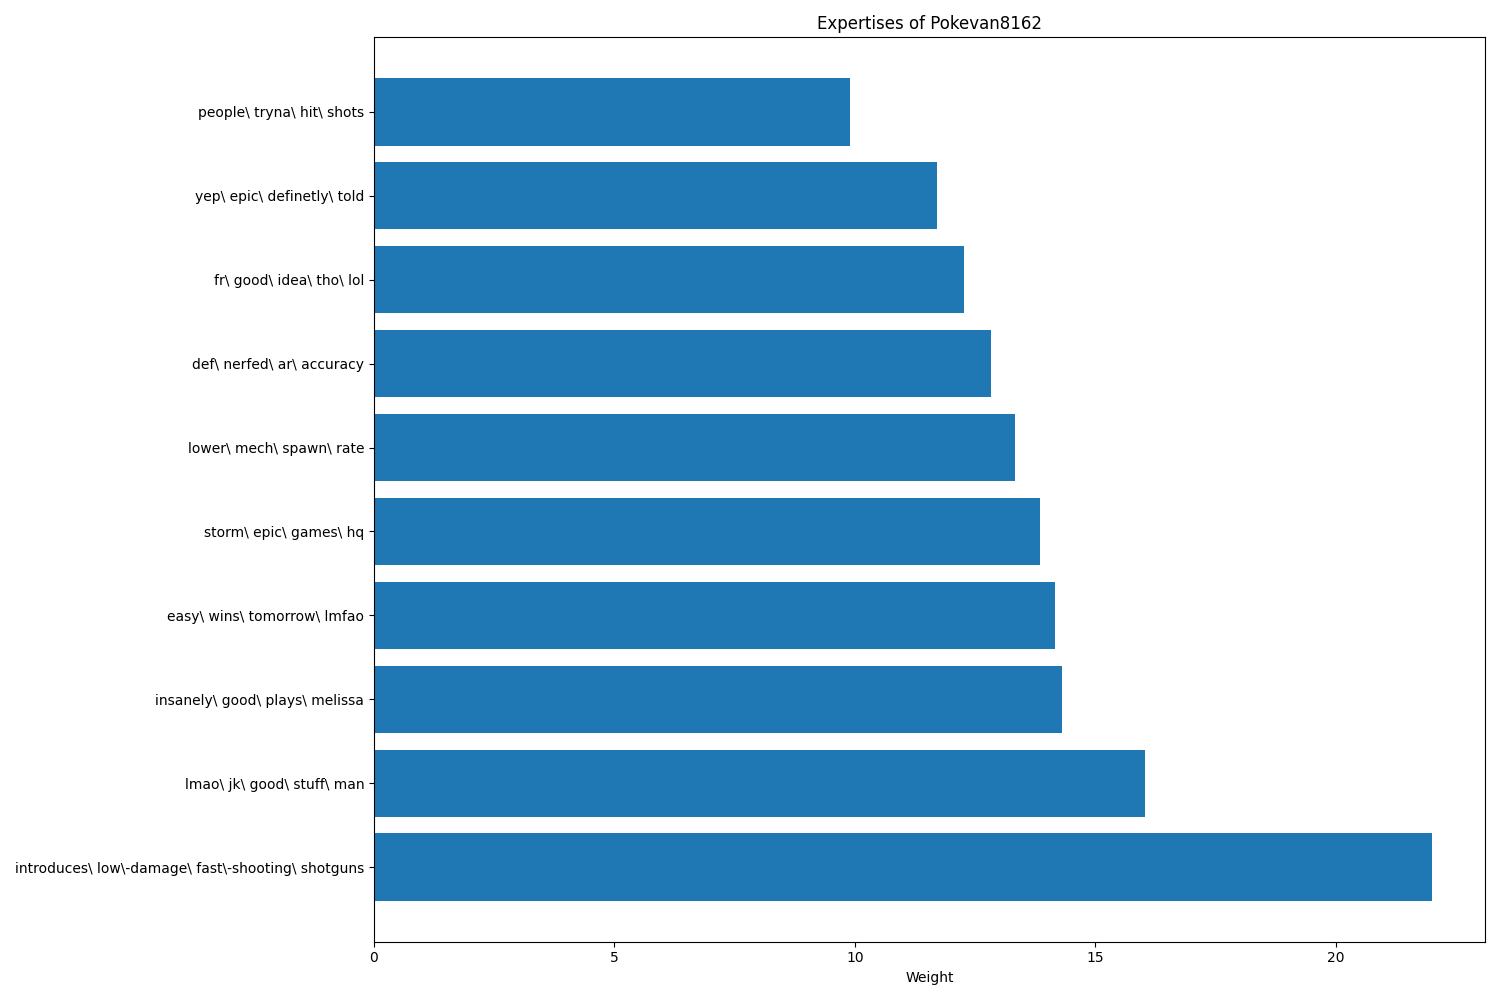 Expertises of Pokevan8162
people\ tryna\ hit\ shots
yep\ epic\ definetly\ told
fr\ good\ idea\ tho\ lol
def\ nerfed\ ar\ accuracy
lower\ mech\ spawn\ rate
storm\ epic\ games\ hq
easy\ wins\ tomorrow\ lmfao
insanely\ good\ plays\ melissa
lmao\ jk\ good\ stuff\ man
introduces\ low\-damage\ fast\-shooting\ shotguns
0 5 10 15 20
Weight